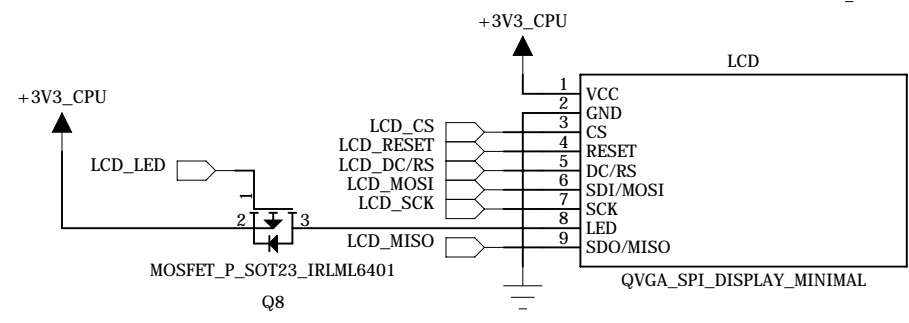 +3V3_CPU
LCD
+3V3_CPU
1 VCC
2 GND
LCD_CS 3 CS
LCD_RESET 4 RESET
LCD_LED LCD_DC/RS 5 DC/RS
LCD_MOSI 6 SDI/MOSI
1 LCD_SCK 7 SCK
2 3 8 LED
LCD_MISO 9 SDO/MISO
MOSFET_P_SOT23_IRLML6401 QVGA_SPI_DISPLAY_MINIMAL
Q8